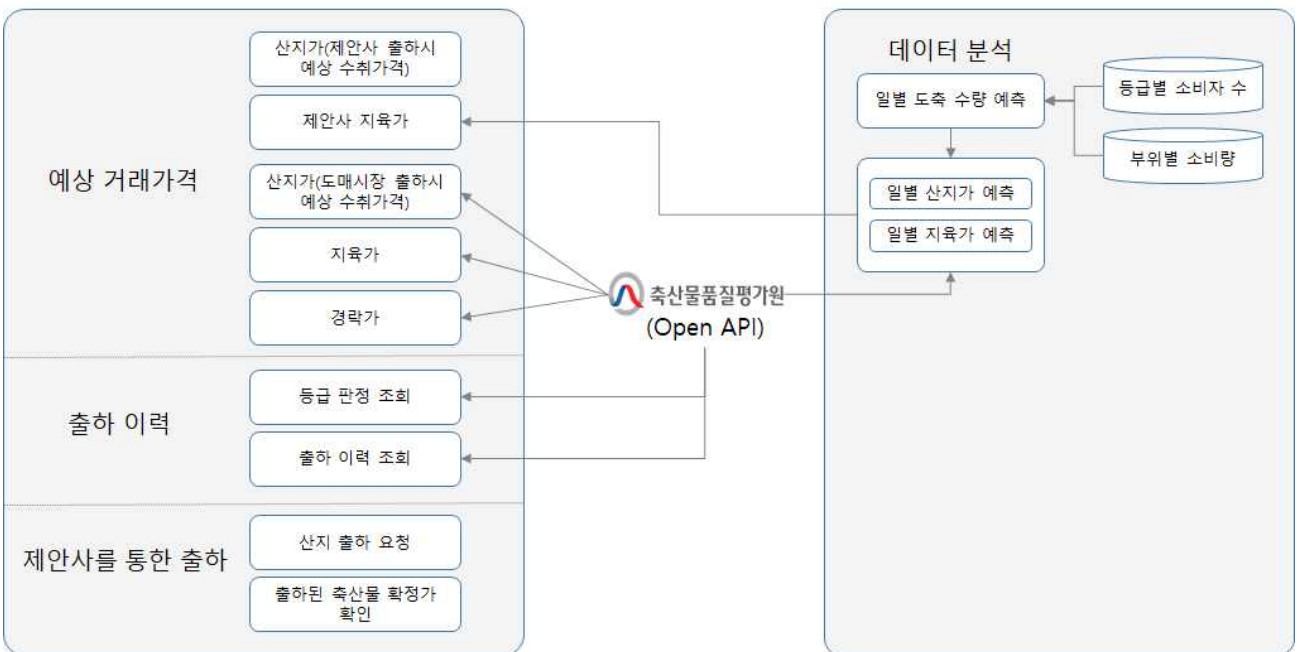 산지가(제안사 출하시
예상 수취가격)
제안사 지육가
예상 거래가격
산지가(도매시장 출하시
예상 수취가격)
지육가
경락가
등급 판정 조회
출하 이력
출하 이력 조회
산지 출하 요청
제안사를 통한 출하
출하된 축산물 확정가
확인
축산물품질평가원
(Open API)
데이터 분석
일별 도축 수량 예측
등급별 소비자 수
부위별 소비량
일별 산지가 예측
일별 지육가 예측